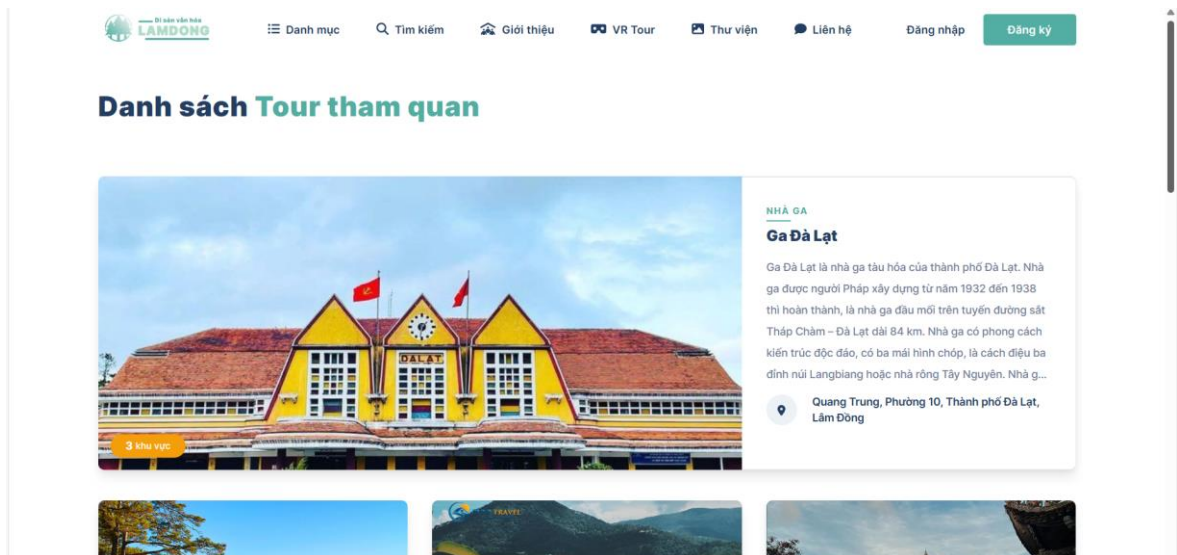 Di sản văn hóa
LAMDONG
Danh mục
Tìm kiếm
Giới thiệu
VR Tour
Thư viện
Liên hệ
Đăng nhập
Đăng ký
Danh sách Tour tham quan
DALAT
3 khu vực
NHÀ GA
Ga Đà Lạt
Ga Đà Lạt là nhà ga tàu hỏa của thành phố Đà Lạt. Nhà
ga được người Pháp xây dựng từ năm 1932 đến 1938
thì hoàn thành, là nhà ga đầu mối trên tuyến đường sắt
Tháp Chàm – Đà Lạt dài 84 km. Nhà ga có phong cách
kiến trúc độc đáo, có ba mái hình chóp, là cách điệu ba
đỉnh núi Langbiang hoặc nhà rông Tây Nguyên. Nhà g...
Quang Trung, Phường 10, Thành phố Đà Lạt,
Lâm Đồng
TRAVEL